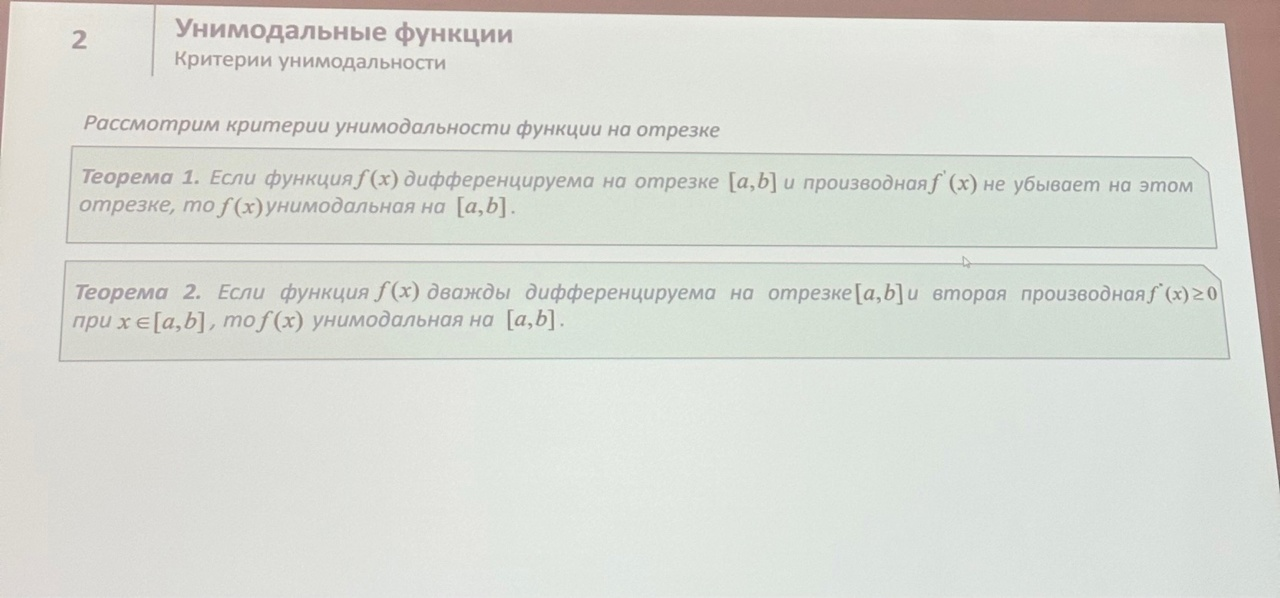 2
Унимодальные функции
Критерии унимодальности
Рассмотрим критерии унимодальности функции на отрезке
Теорема 1. Если функция f(x) дифференцируема на отрезке [a,b] и производная f'(x) не убывает на этом
отрезке, то f(x) унимодальная на [a,b].
Теорема 2. Если функция f(x) дважды дифференцируема на отрезке [a,b] и вторая производная f"(x)≥0
при x∈[a,b], то f(x) унимодальная на [a,b].